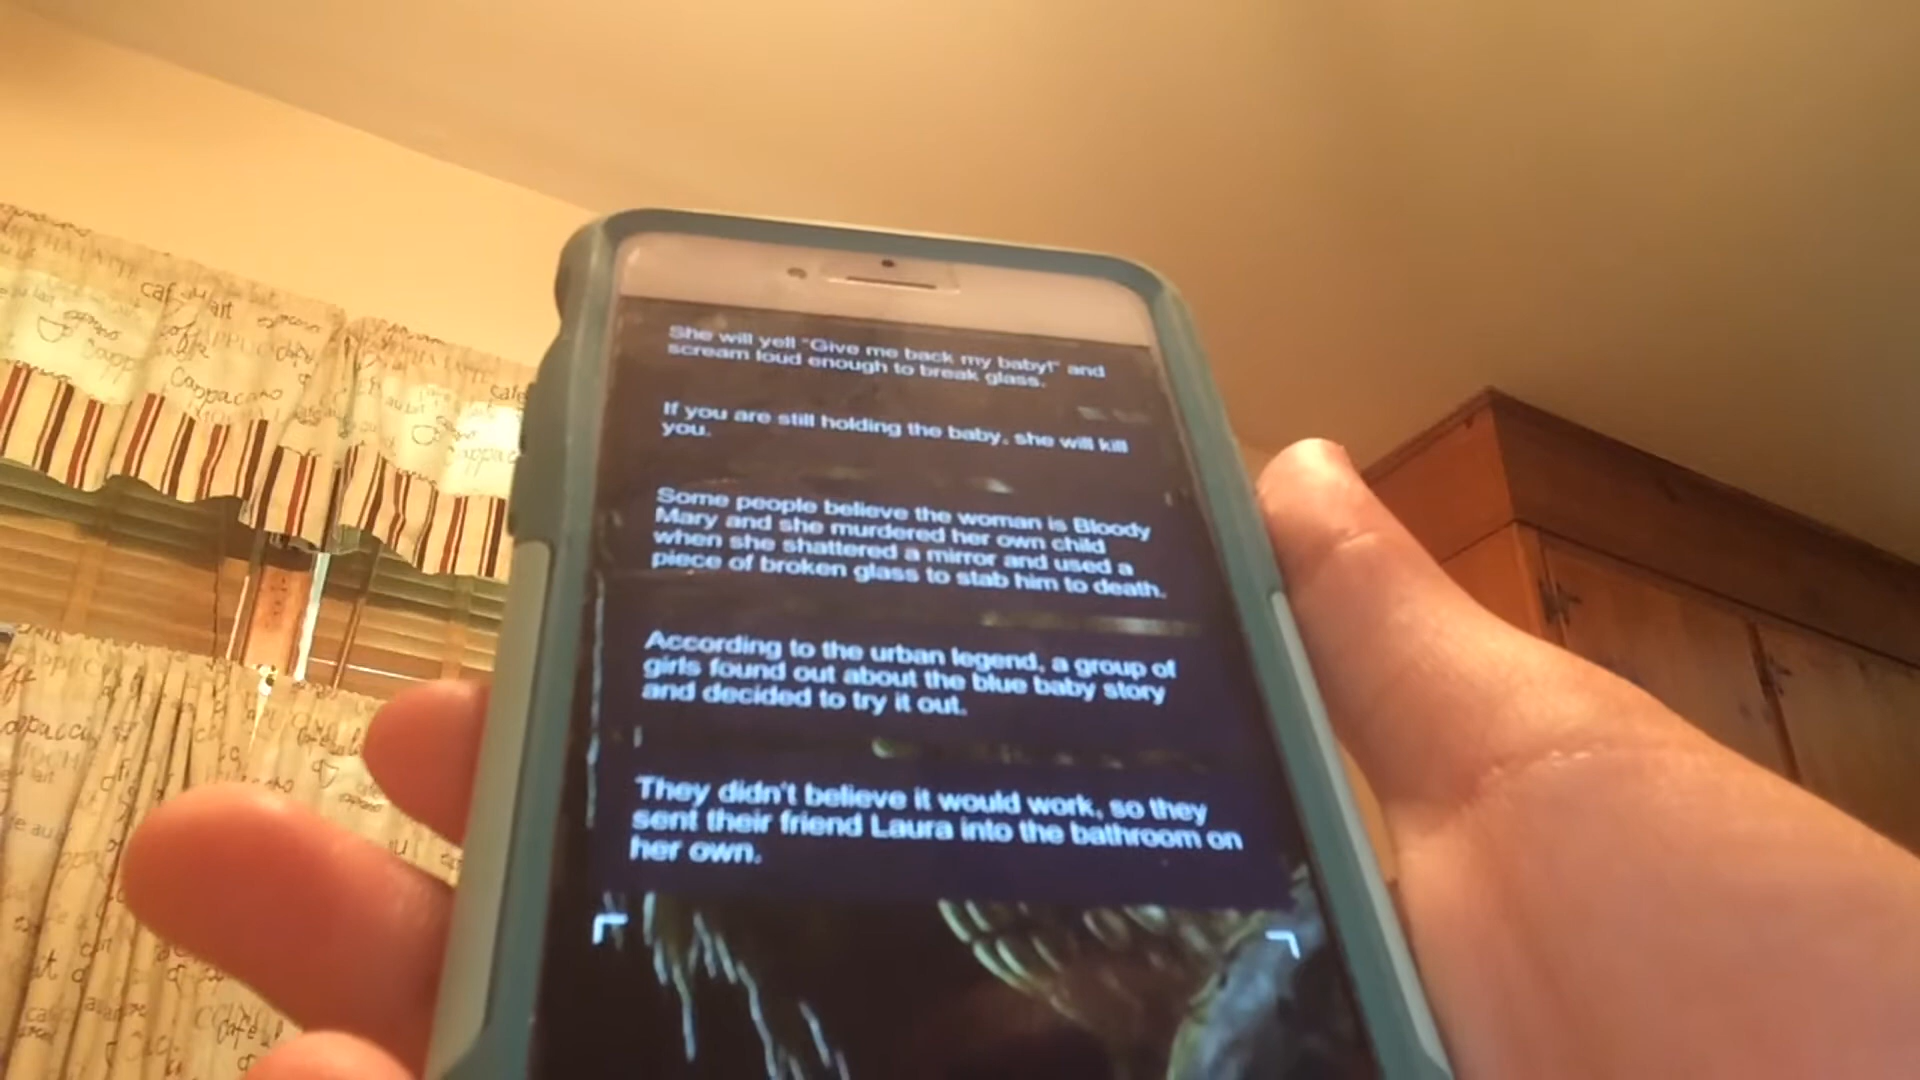 She will yell "Give me back my baby!" and
scream loud enough to break glass.
If you are still holding the baby, she will kill
you.
Some people believe the woman is Bloody
Mary and she murdered her own child
when she shattered a mirror and used a
piece of broken glass to stab him to death.
According to the urban legend, a group of
girls found out about the blue baby story
and decided to try it out.
They didn't believe it would work, so they
sent their friend Laura into the bathroom on
her own.
Cappacano